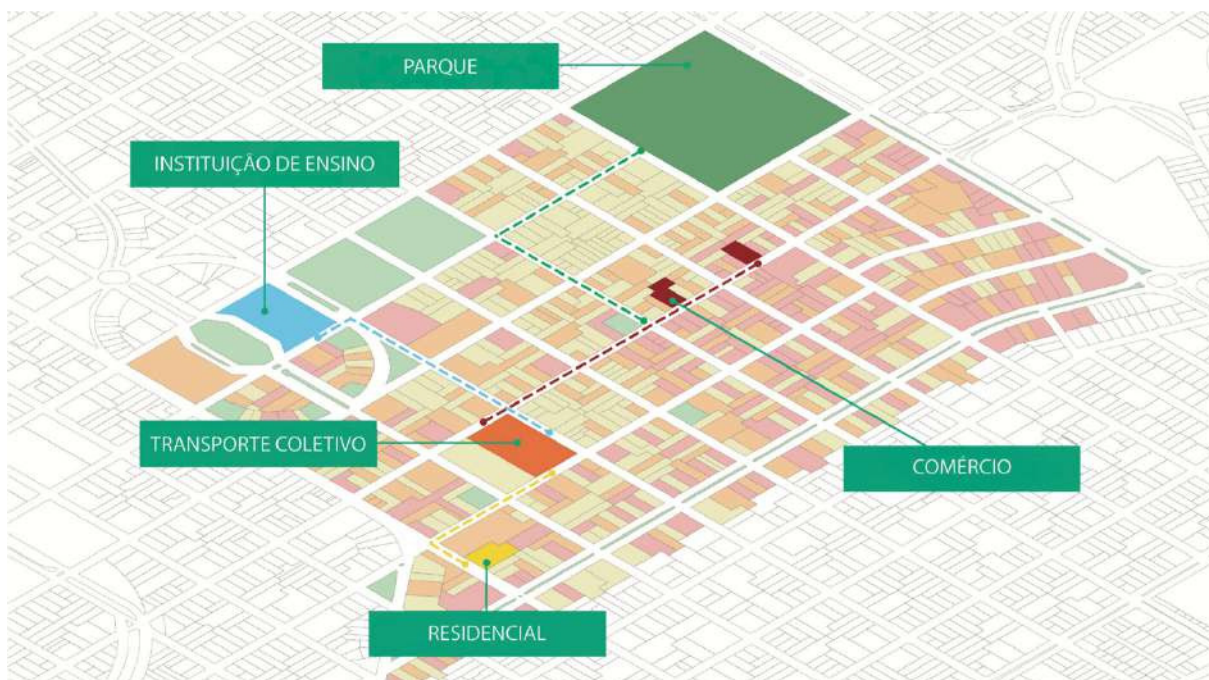 PARQUE
INSTITUIÇÃO DE ENSINO
TRANSPORTE COLETIVO
COMÉRCIO
RESIDENCIAL